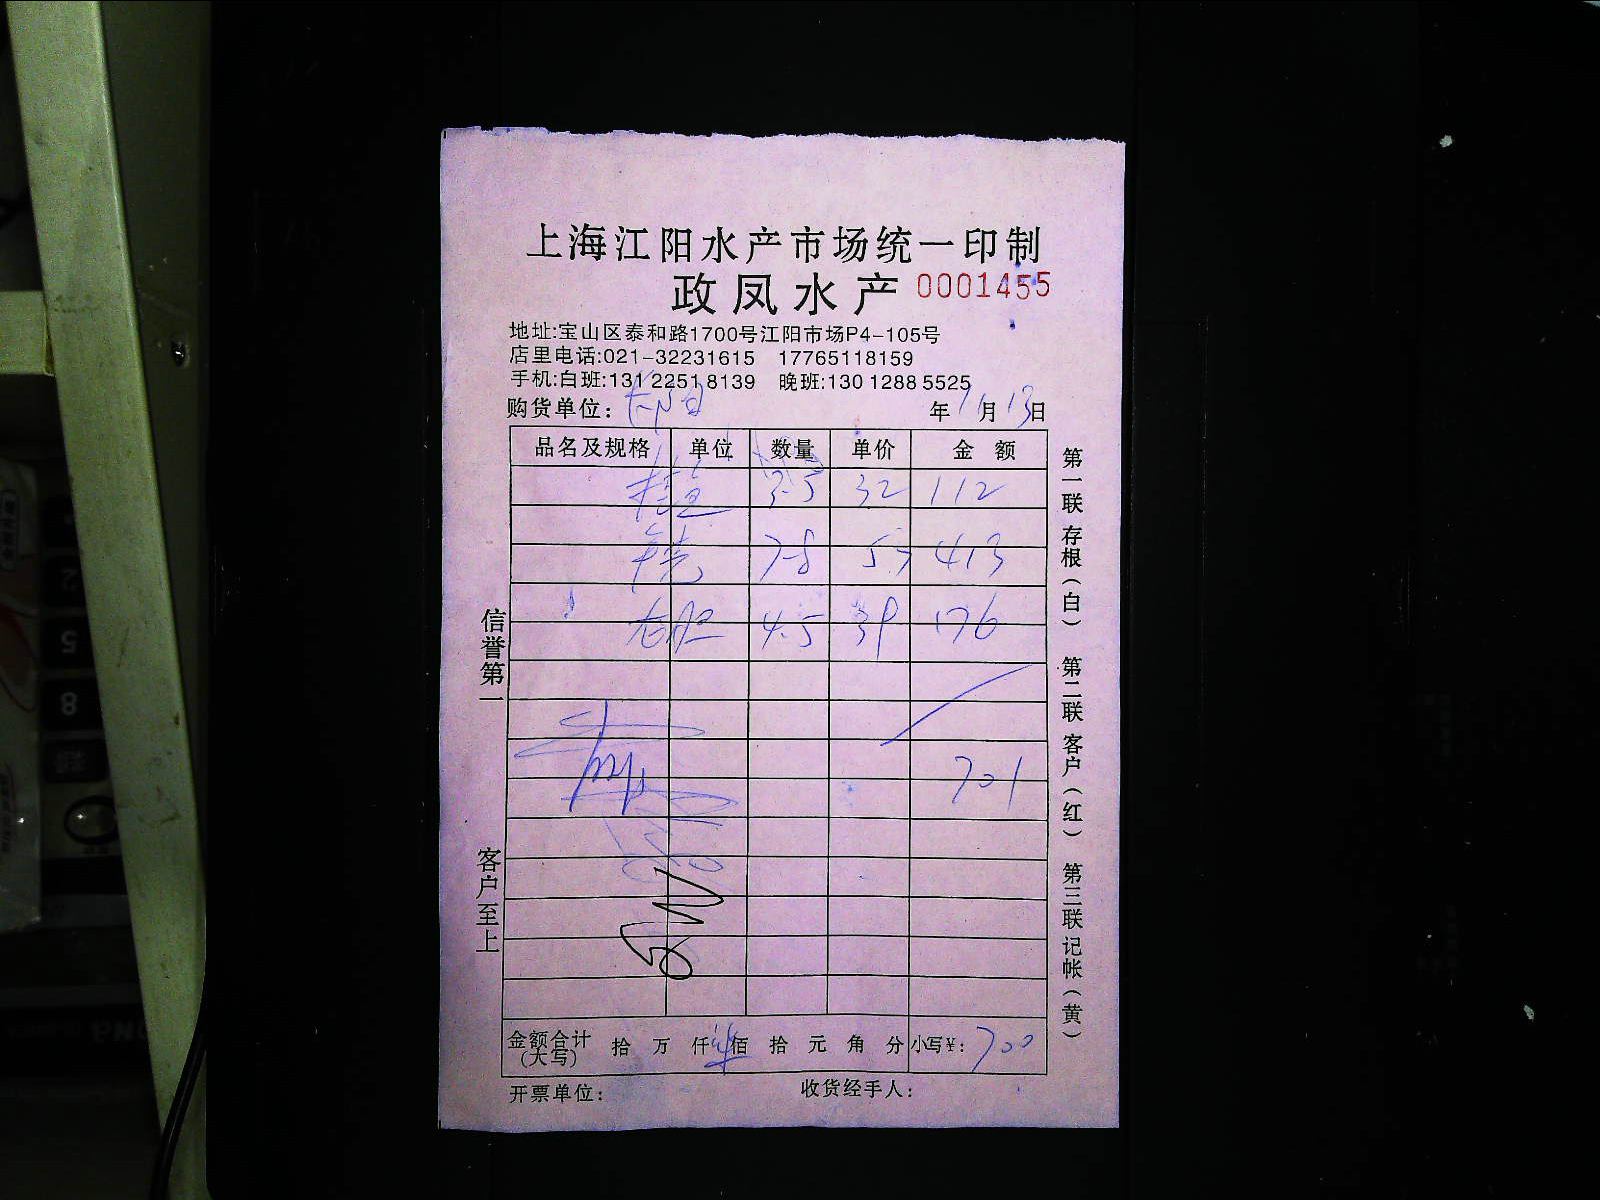 上海江阳水产市场统一印制
政凤水产 0001455
地址:宝山区泰和路1700号江阳市场P4-105号
店里电话:021-32231615 17765118159
手机:白班:131 2251 8139 晚班:130 1288 5525
购货单位: 年 7月13日
品名及规格 单位 数量 单价 金额
3.5 32 112
7.8 413
4.5 39 176
701
金额合计(大写) 拾 万 仟 佰 拾 元 角 分 小写¥: 700
开票单位: 收货经手人:
信誉第一
客户至上
第一联存根(白)
第二联客户(红)
第三联记帐(黄)